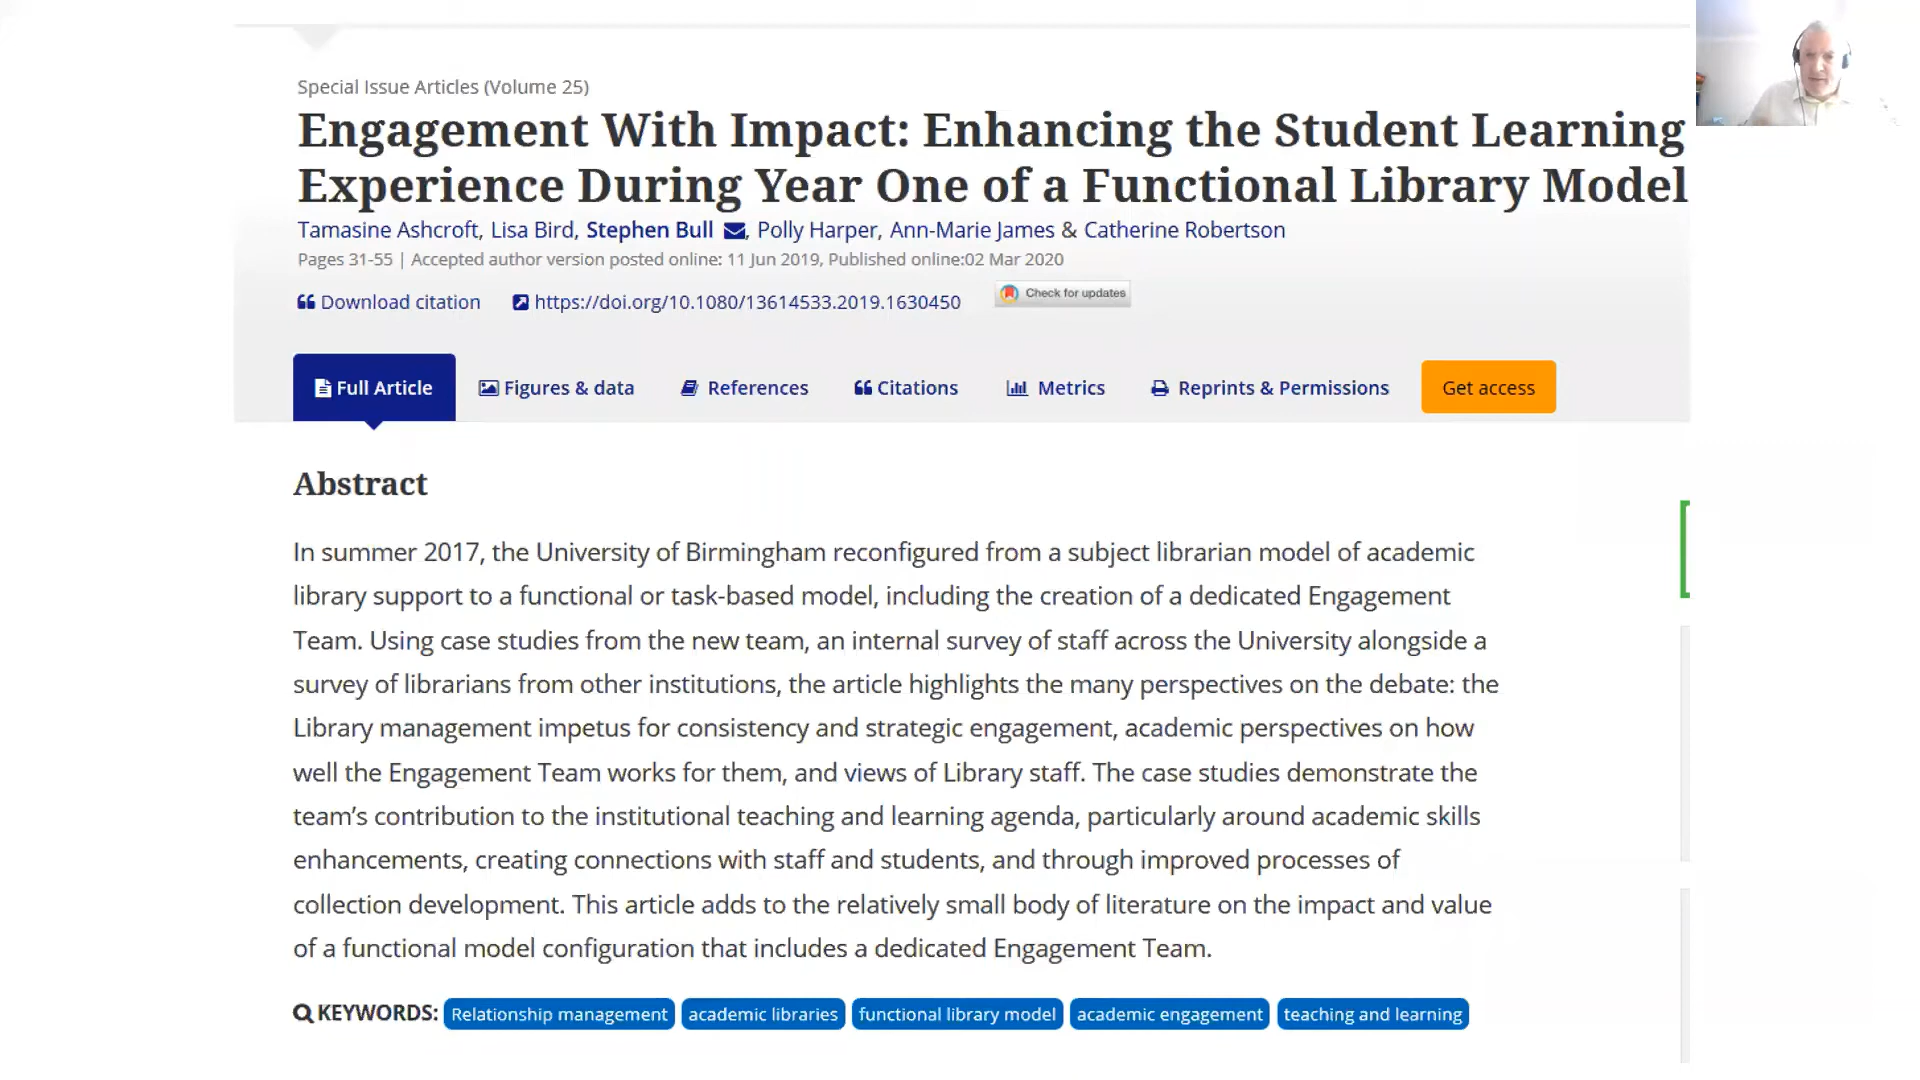 Special Issue Articles (Volume 25)
Engagement With Impact: Enhancing the Student Learning
Experience During Year One of a Functional Library Model
Tamasine Ashcroft, Lisa Bird, Stephen Bull , Polly Harper, Ann-Marie James & Catherine Robertson
Pages 31-55 | Accepted author version posted online: 11 Jun 2019, Published online:02 Mar 2020
Download citation https://doi.org/10.1080/13614533.2019.1630450 Check for updates
Full Article Figures & data References Citations Metrics Reprints & Permissions Get access
Abstract
In summer 2017, the University of Birmingham reconfigured from a subject librarian model of academic
library support to a functional or task-based model, including the creation of a dedicated Engagement
Team. Using case studies from the new team, an internal survey of staff across the University alongside a
survey of librarians from other institutions, the article highlights the many perspectives on the debate: the
Library management impetus for consistency and strategic engagement, academic perspectives on how
well the Engagement Team works for them, and views of Library staff. The case studies demonstrate the
team’s contribution to the institutional teaching and learning agenda, particularly around academic skills
enhancements, creating connections with staff and students, and through improved processes of
collection development. This article adds to the relatively small body of literature on the impact and value
of a functional model configuration that includes a dedicated Engagement Team.
KEYWORDS: Relationship management academic libraries functional library model academic engagement teaching and learning